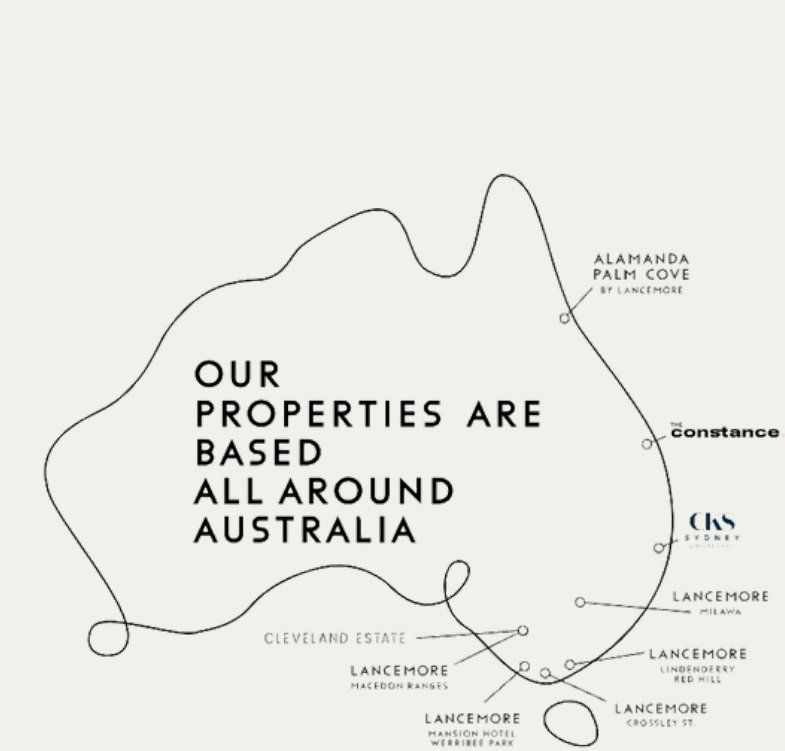 ALAMANDA
PALM COVE
BY LANCEMORE
OUR
PROPERTIES ARE
BASED
ALL AROUND
AUSTRALIA
THE
constance
CKS
SYDNEY
LANCEMORE
MILAWA
CLEVELAND ESTATE
LANCEMORE
MACEDON RANGES
LANCEMORE
LINDENDERRY
RED HILL
LANCEMORE
CROSSLEY ST.
LANCEMORE
MANSION HOTEL
WERRIBEE PARK